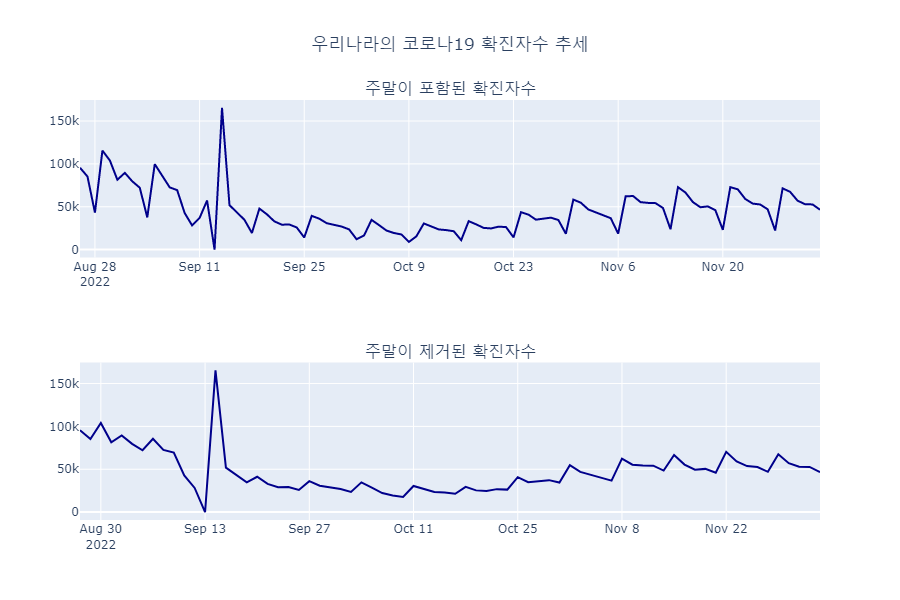 우리나라의 코로나19 확진자수 추세
주말이 포함된 확진자수
150k
100k
50k
0
Aug 28 Sep 11 Sep 25 Oct 9 Oct 23 Nov 6 Nov 20
2022
주말이 제거된 확진자수
150k
100k
50k
0
Aug 30 Sep 13 Sep 27 Oct 11 Oct 25 Nov 8 Nov 22
2022